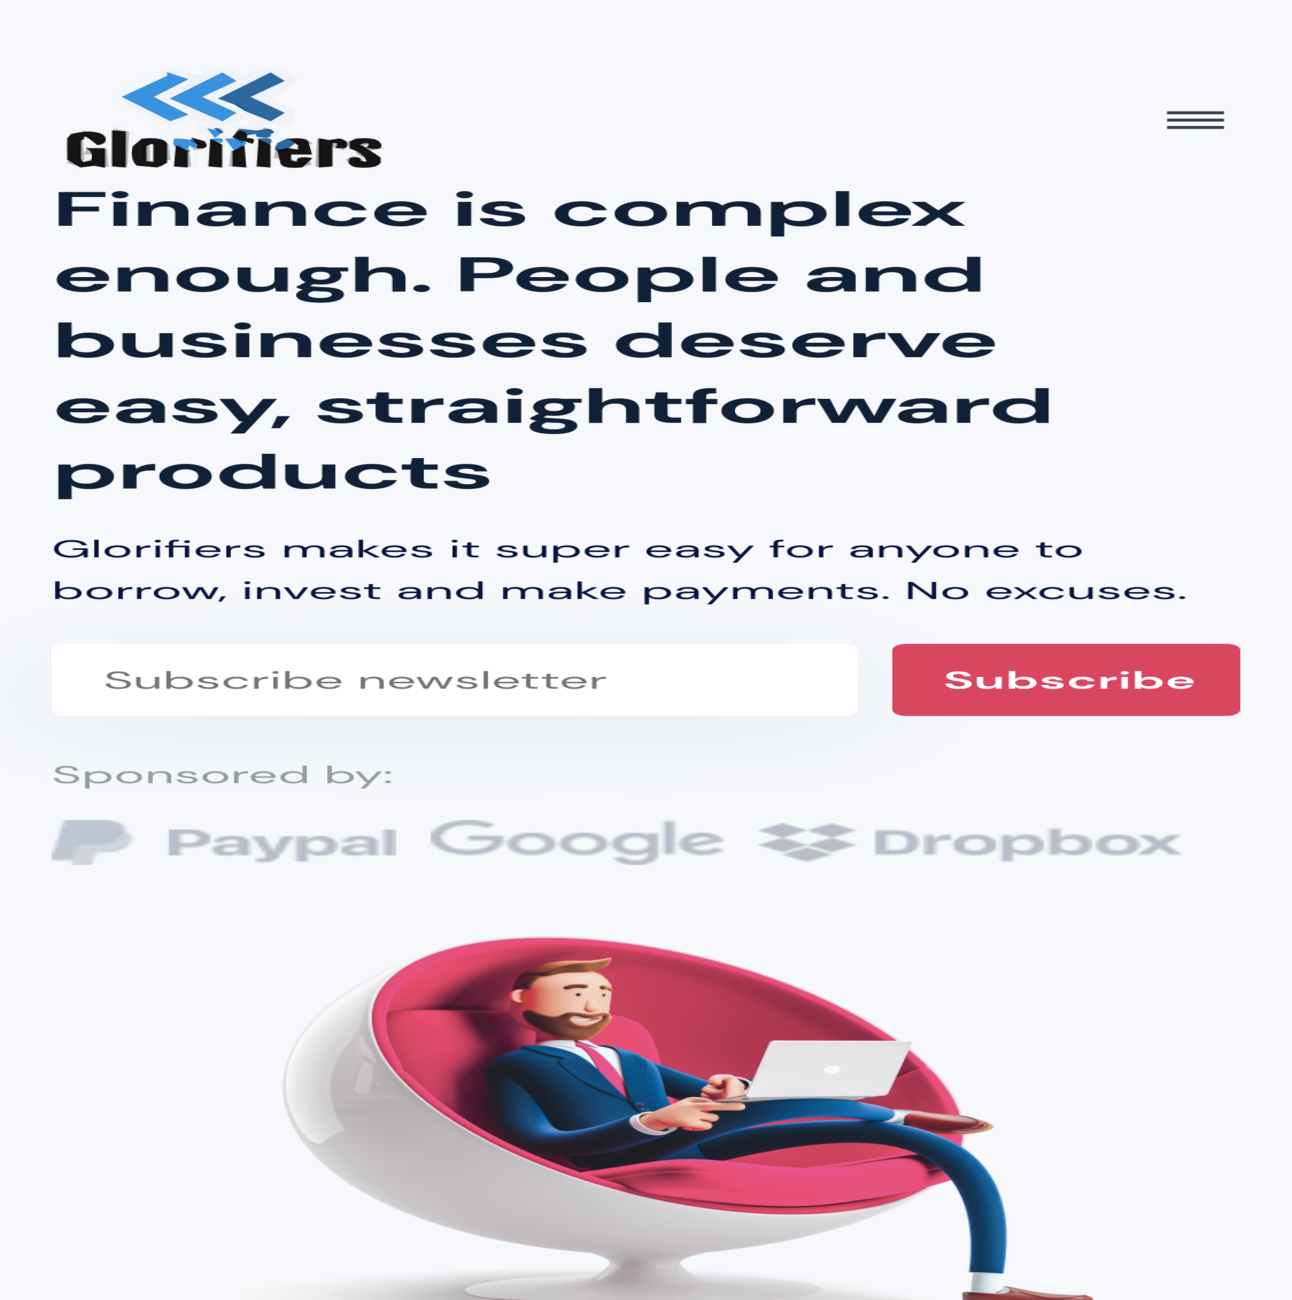 Glorifiers
Finance is complex
enough. People and
businesses deserve
easy, straightforward
products
Glorifiers makes it super easy for anyone to
borrow, invest and make payments. No excuses.
Subscribe newsletter
Subscribe
Sponsored by:
Paypal Google Dropbox